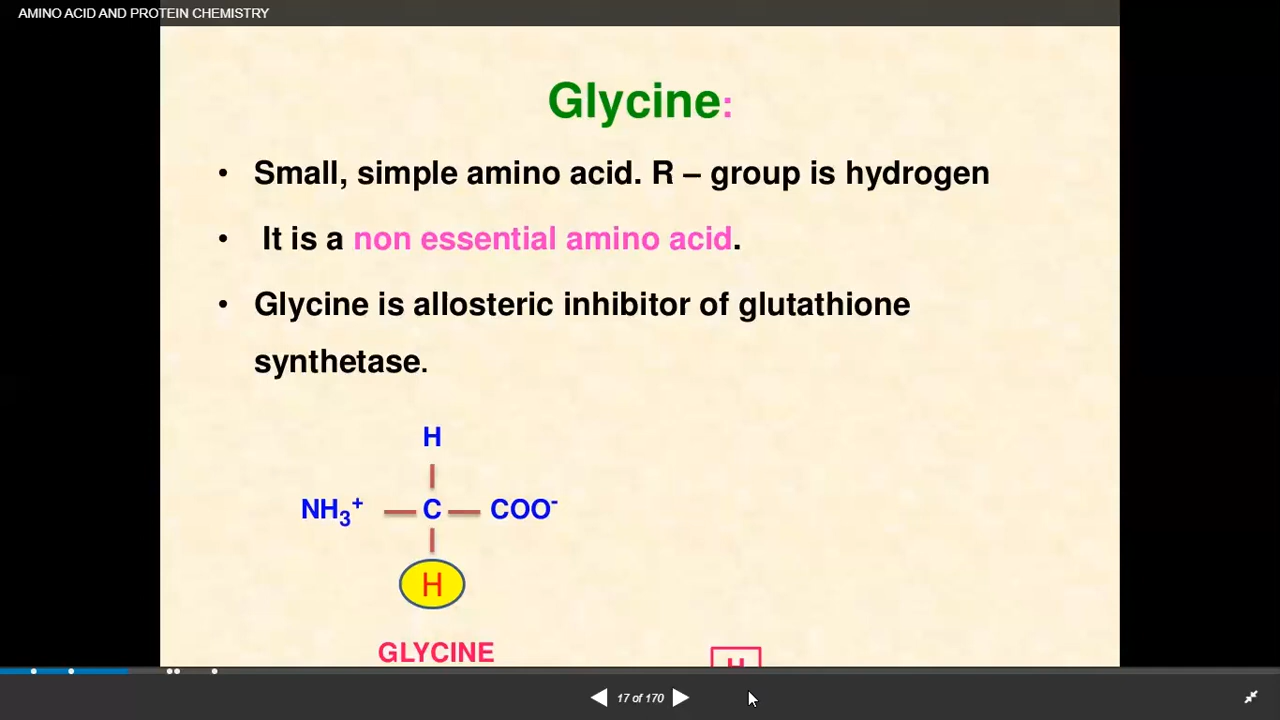 AMINO ACID AND PROTEIN CHEMISTRY
Glycine:
• Small, simple amino acid. R – group is hydrogen
• It is a non essential amino acid.
• Glycine is allosteric inhibitor of glutathione
synthetase.
H
NH₃⁺ — C — COO⁻
H
GLYCINE
H
17 of 170